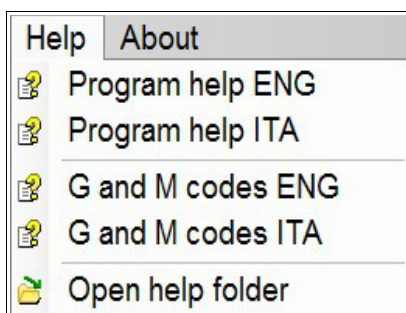 Help About
Program help ENG
Program help ITA
G and M codes ENG
G and M codes ITA
Open help folder